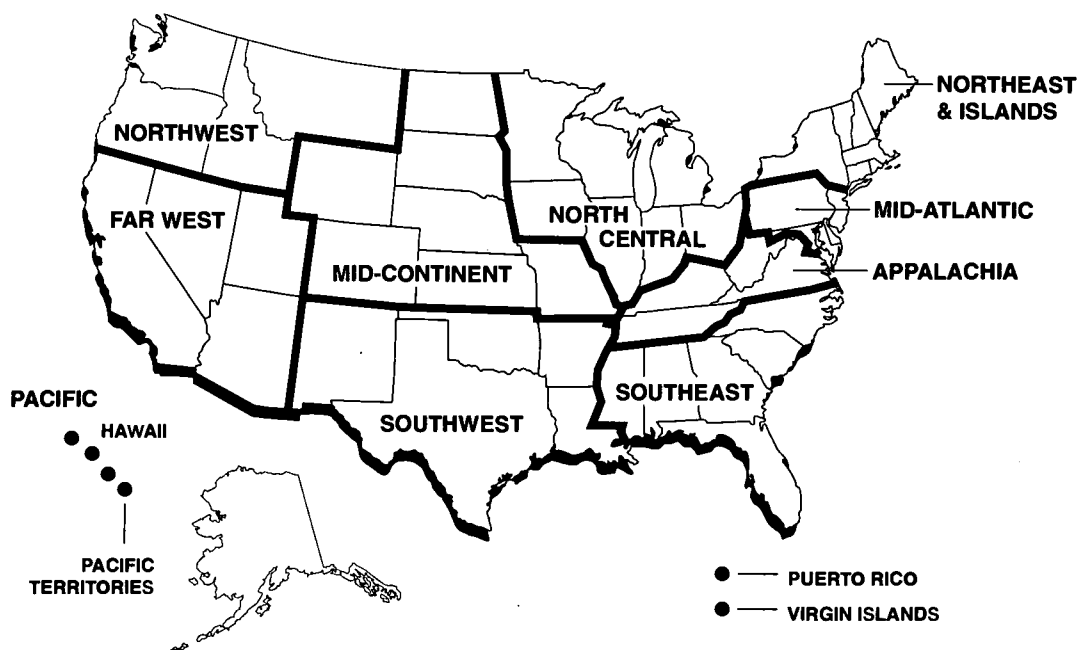 NORTHEAST
& ISLANDS
NORTHWEST
MID-ATLANTIC
FAR WEST
NORTH
CENTRAL
MID-CONTINENT
APPALACHIA
PACIFIC
HAWAII
SOUTHEAST
SOUTHWEST
PACIFIC
TERRITORIES
PUERTO RICO
VIRGIN ISLANDS